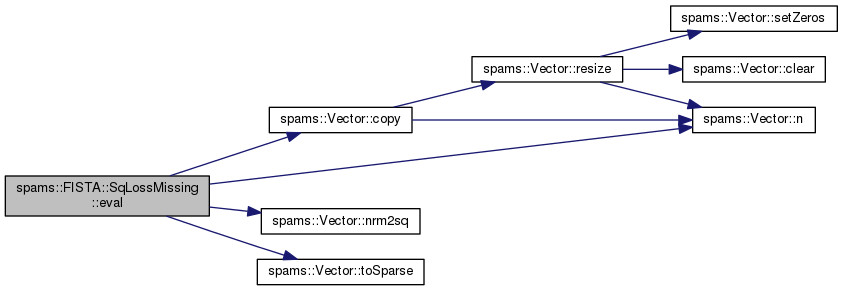 spams::Vector::setZeros
spams::Vector::resize
spams::Vector::clear
spams::Vector::copy
spams::Vector::n
spams::FISTA::SqLossMissing
::eval
spams::Vector::nrm2sq
spams::Vector::toSparse